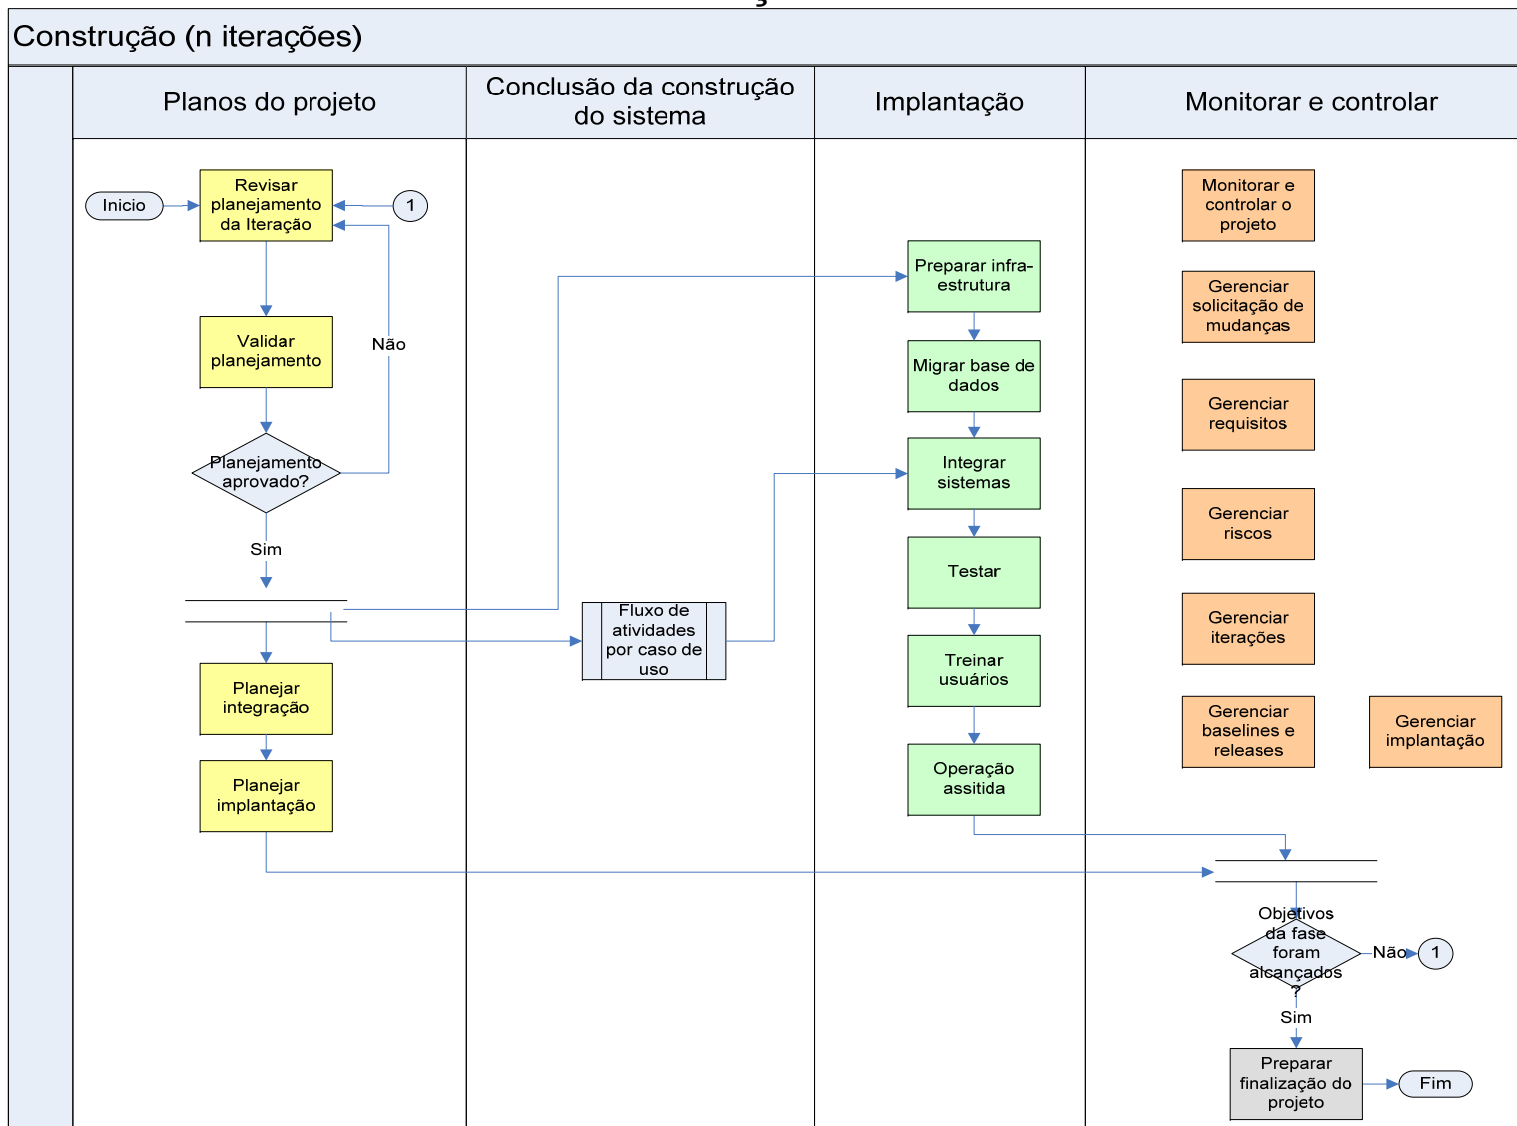 Construção (n iterações)
Planos do projeto
Conclusão da construção
do sistema
Implantação
Monitorar e controlar
Inicio
Revisar
planejamento
da Iteração
1
Validar
planejamento
Não
Planejamento
aprovado?
Sim
Planejar
integração
Planejar
implantação
Fluxo de
atividades
por caso de
uso
Preparar infra-
estrutura
Migrar base de
dados
Integrar
sistemas
Testar
Treinar
usuários
Operação
assitida
Monitorar e
controlar o
projeto
Gerenciar
solicitação de
mudanças
Gerenciar
requisitos
Gerenciar
riscos
Gerenciar
iterações
Gerenciar
baselines e
releases
Gerenciar
implantação
Objetivos
da fase
foram
alcançados
?
Não
1
Sim
Preparar
finalização do
projeto
Fim